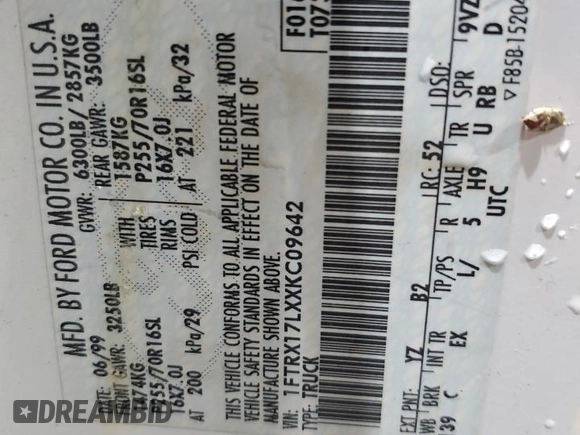 MFD. BY FORD MOTOR CO. IN U.S.A.
DATE: 06/99 GVWR: 6300LB/ 2857KG
FRONT GAWR: 3250LB REAR GAWR: 3500LB
1474KG WITH 1587KG
P255/70R16SL TIRES P255/70R16SL
16X7.0J RIMS 16X7.0J
AT 200 kPa/29 PSI COLD AT 221 kPa/32
THIS VEHICLE CONFORMS TO ALL APPLICABLE FEDERAL MOTOR
VEHICLE SAFETY STANDARDS IN EFFECT ON THE DATE OF
MANUFACTURE SHOWN ABOVE.
VIN: 1FTRX17LXXKC09642
TYPE: TRUCK
EXT PNT: YZ B2 RC: 52 DSO:
WB BRK INT TR TP/PS R AXLE TR SPR
139 C EX L/ 5 H9 U RB D
UTC ▽ F85B-15204
AutoBidMaster DREAMBID